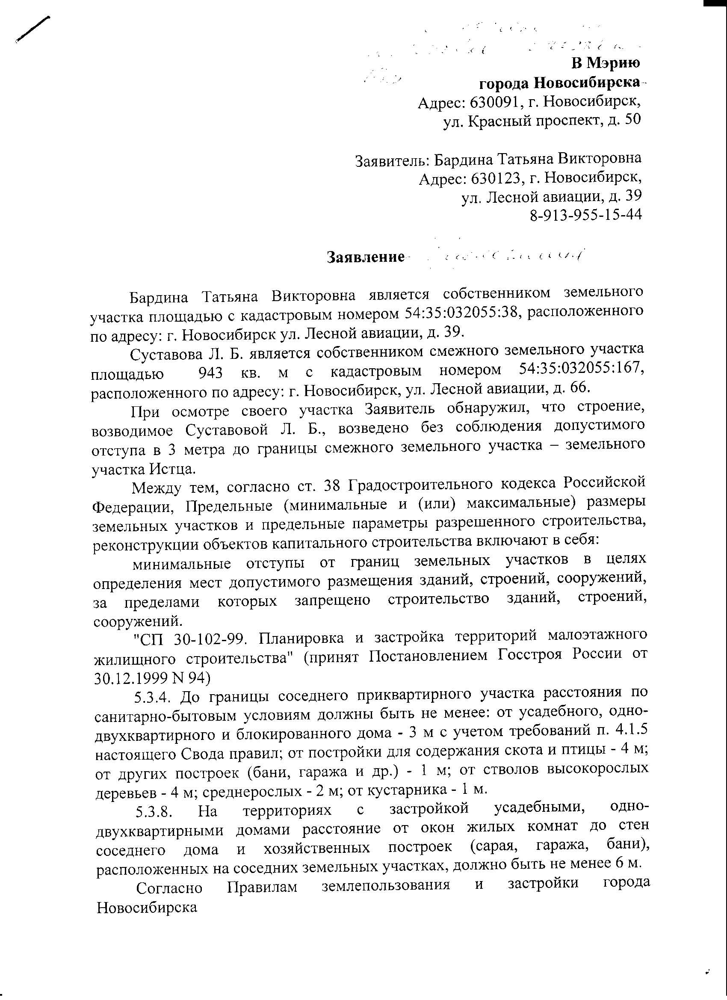 В Мэрию
города Новосибирска
Адрес: 630091, г. Новосибирск,
ул. Красный проспект, д. 50
Заявитель: Бардина Татьяна Викторовна
Адрес: 630123, г. Новосибирск,
ул. Лесной авиации, д. 39
8-913-955-15-44
Заявление
Бардина Татьяна Викторовна является собственником земельного
участка площадью с кадастровым номером 54:35:032055:38, расположенного
по адресу: г. Новосибирск ул. Лесной авиации, д. 39.
Суставова Л. Б. является собственником смежного земельного участка
площадью 943 кв. м с кадастровым номером 54:35:032055:167,
расположенного по адресу: г. Новосибирск, ул. Лесной авиации, д. 66.
При осмотре своего участка Заявитель обнаружил, что строение,
возводимое Суставовой Л. Б., возведено без соблюдения допустимого
отступа в 3 метра до границы смежного земельного участка – земельного
участка Истца.
Между тем, согласно ст. 38 Градостроительного кодекса Российской
Федерации, Предельные (минимальные и (или) максимальные) размеры
земельных участков и предельные параметры разрешенного строительства,
реконструкции объектов капитального строительства включают в себя:
минимальные отступы от границ земельных участков в целях
определения мест допустимого размещения зданий, строений, сооружений,
за пределами которых запрещено строительство зданий, строений,
сооружений.
"СП 30-102-99. Планировка и застройка территорий малоэтажного
жилищного строительства" (принят Постановлением Госстроя России от
30.12.1999 N 94)
5.3.4. До границы соседнего приквартирного участка расстояния по
санитарно-бытовым условиям должны быть не менее: от усадебного, одно-
двухквартирного и блокированного дома - 3 м с учетом требований п. 4.1.5
настоящего Свода правил; от постройки для содержания скота и птицы - 4 м;
от других построек (бани, гаража и др.) - 1 м; от стволов высокорослых
деревьев - 4 м; среднерослых - 2 м; от кустарника - 1 м.
5.3.8. На территориях с застройкой усадебными, одно-
двухквартирными домами расстояние от окон жилых комнат до стен
соседнего дома и хозяйственных построек (сарая, гаража, бани),
расположенных на соседних земельных участках, должно быть не менее 6 м.
Согласно Правилам землепользования и застройки города
Новосибирска